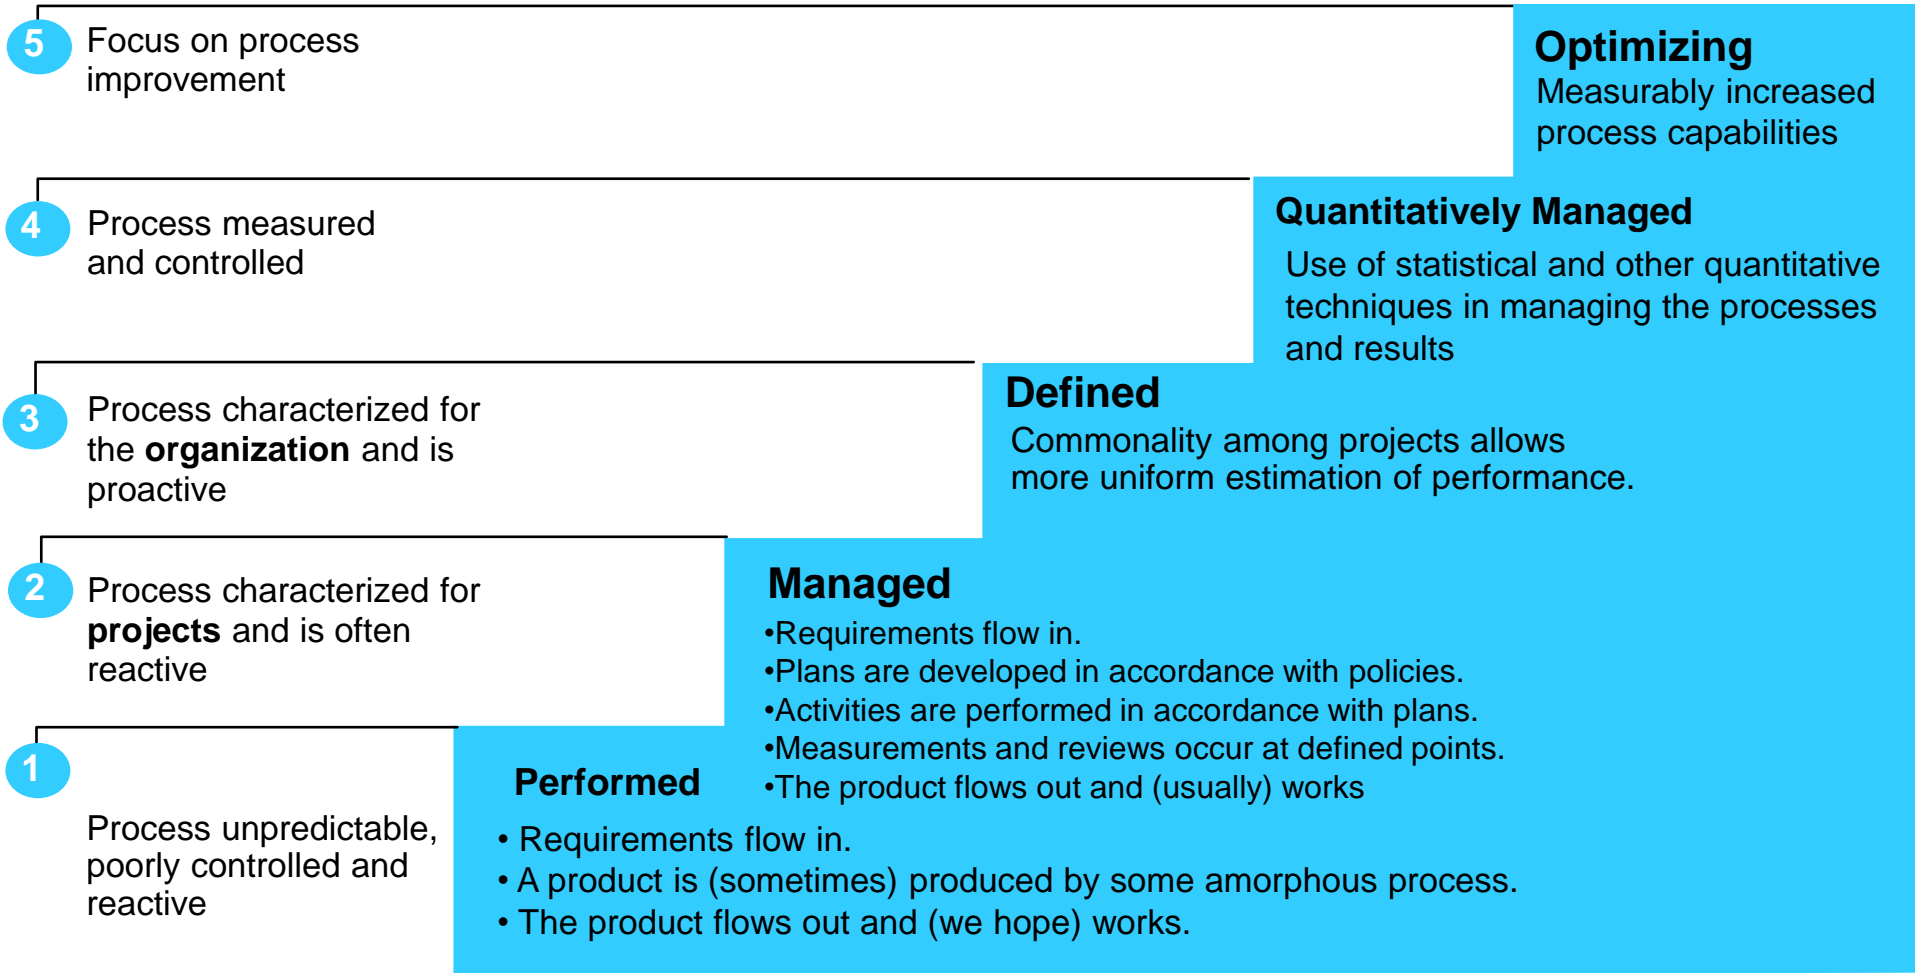 5
Focus on process
improvement
Optimizing
Measurably increased
process capabilities
4
Process measured
and controlled
Quantitatively Managed
Use of statistical and other quantitative
techniques in managing the processes
and results
3
Process characterized for
the organization and is
proactive
Defined
Commonality among projects allows
more uniform estimation of performance.
2
Process characterized for
projects and is often
reactive
Managed
•Requirements flow in.
•Plans are developed in accordance with policies.
•Activities are performed in accordance with plans.
•Measurements and reviews occur at defined points.
•The product flows out and (usually) works
1
Process unpredictable,
poorly controlled and
reactive
Performed
• Requirements flow in.
• A product is (sometimes) produced by some amorphous process.
• The product flows out and (we hope) works.